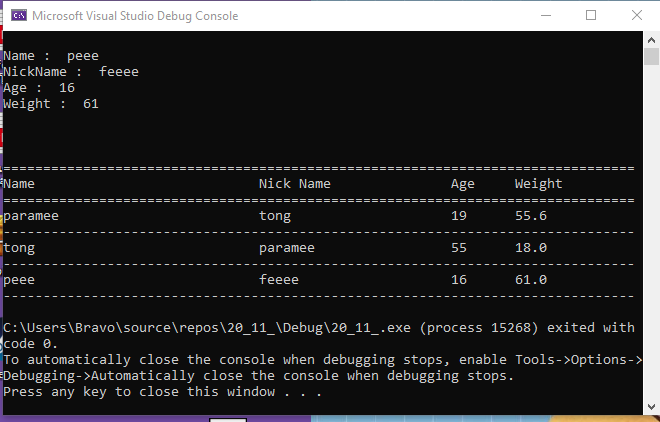 Microsoft Visual Studio Debug Console
Name :  peee
NickName :  feeee
Age :  16
Weight :  61
===============================================================================
Name                            Nick Name               Age     Weight
===============================================================================
paramee                         tong                    19      55.6
-------------------------------------------------------------------------------
tong                            paramee                 55      18.0
-------------------------------------------------------------------------------
peee                            feeee                   16      61.0
-------------------------------------------------------------------------------
C:\Users\Bravo\source\repos\20_11_\Debug\20_11_.exe (process 15268) exited with
code 0.
To automatically close the console when debugging stops, enable Tools->Options->
Debugging->Automatically close the console when debugging stops.
Press any key to close this window . . .